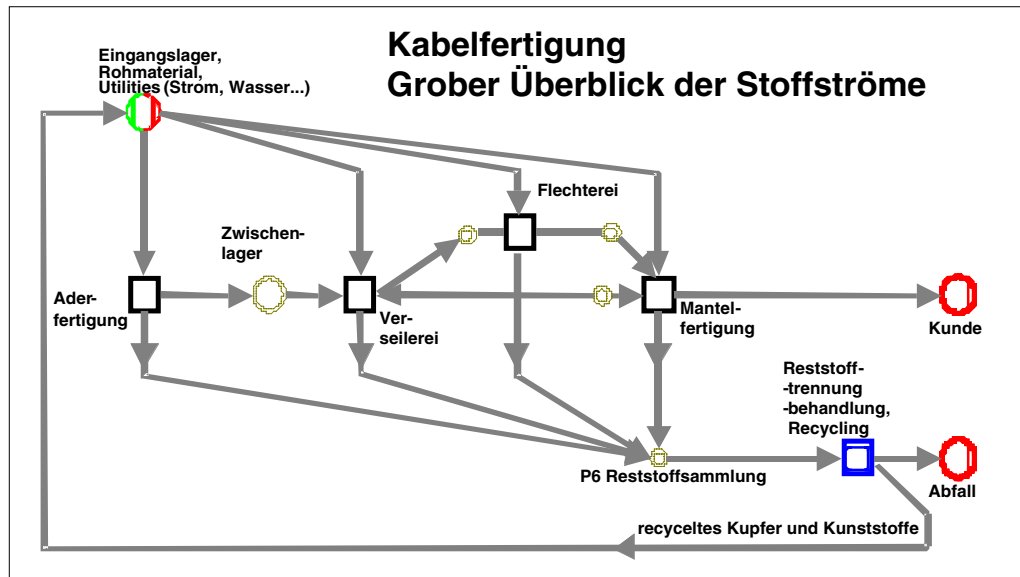 Kabelfertigung
Grober Überblick der Stoffströme
Eingangslager,
Rohmaterial,
Utilities (Strom, Wasser...)
Flechterei
Zwischen-
lager
Ader-
fertigung
Ver-
seilerei
Mantel-
fertigung
Kunde
Reststoff-
-trennung
-behandlung,
Recycling
P6 Reststoffsammlung
Abfall
recyceltes Kupfer und Kunststoffe